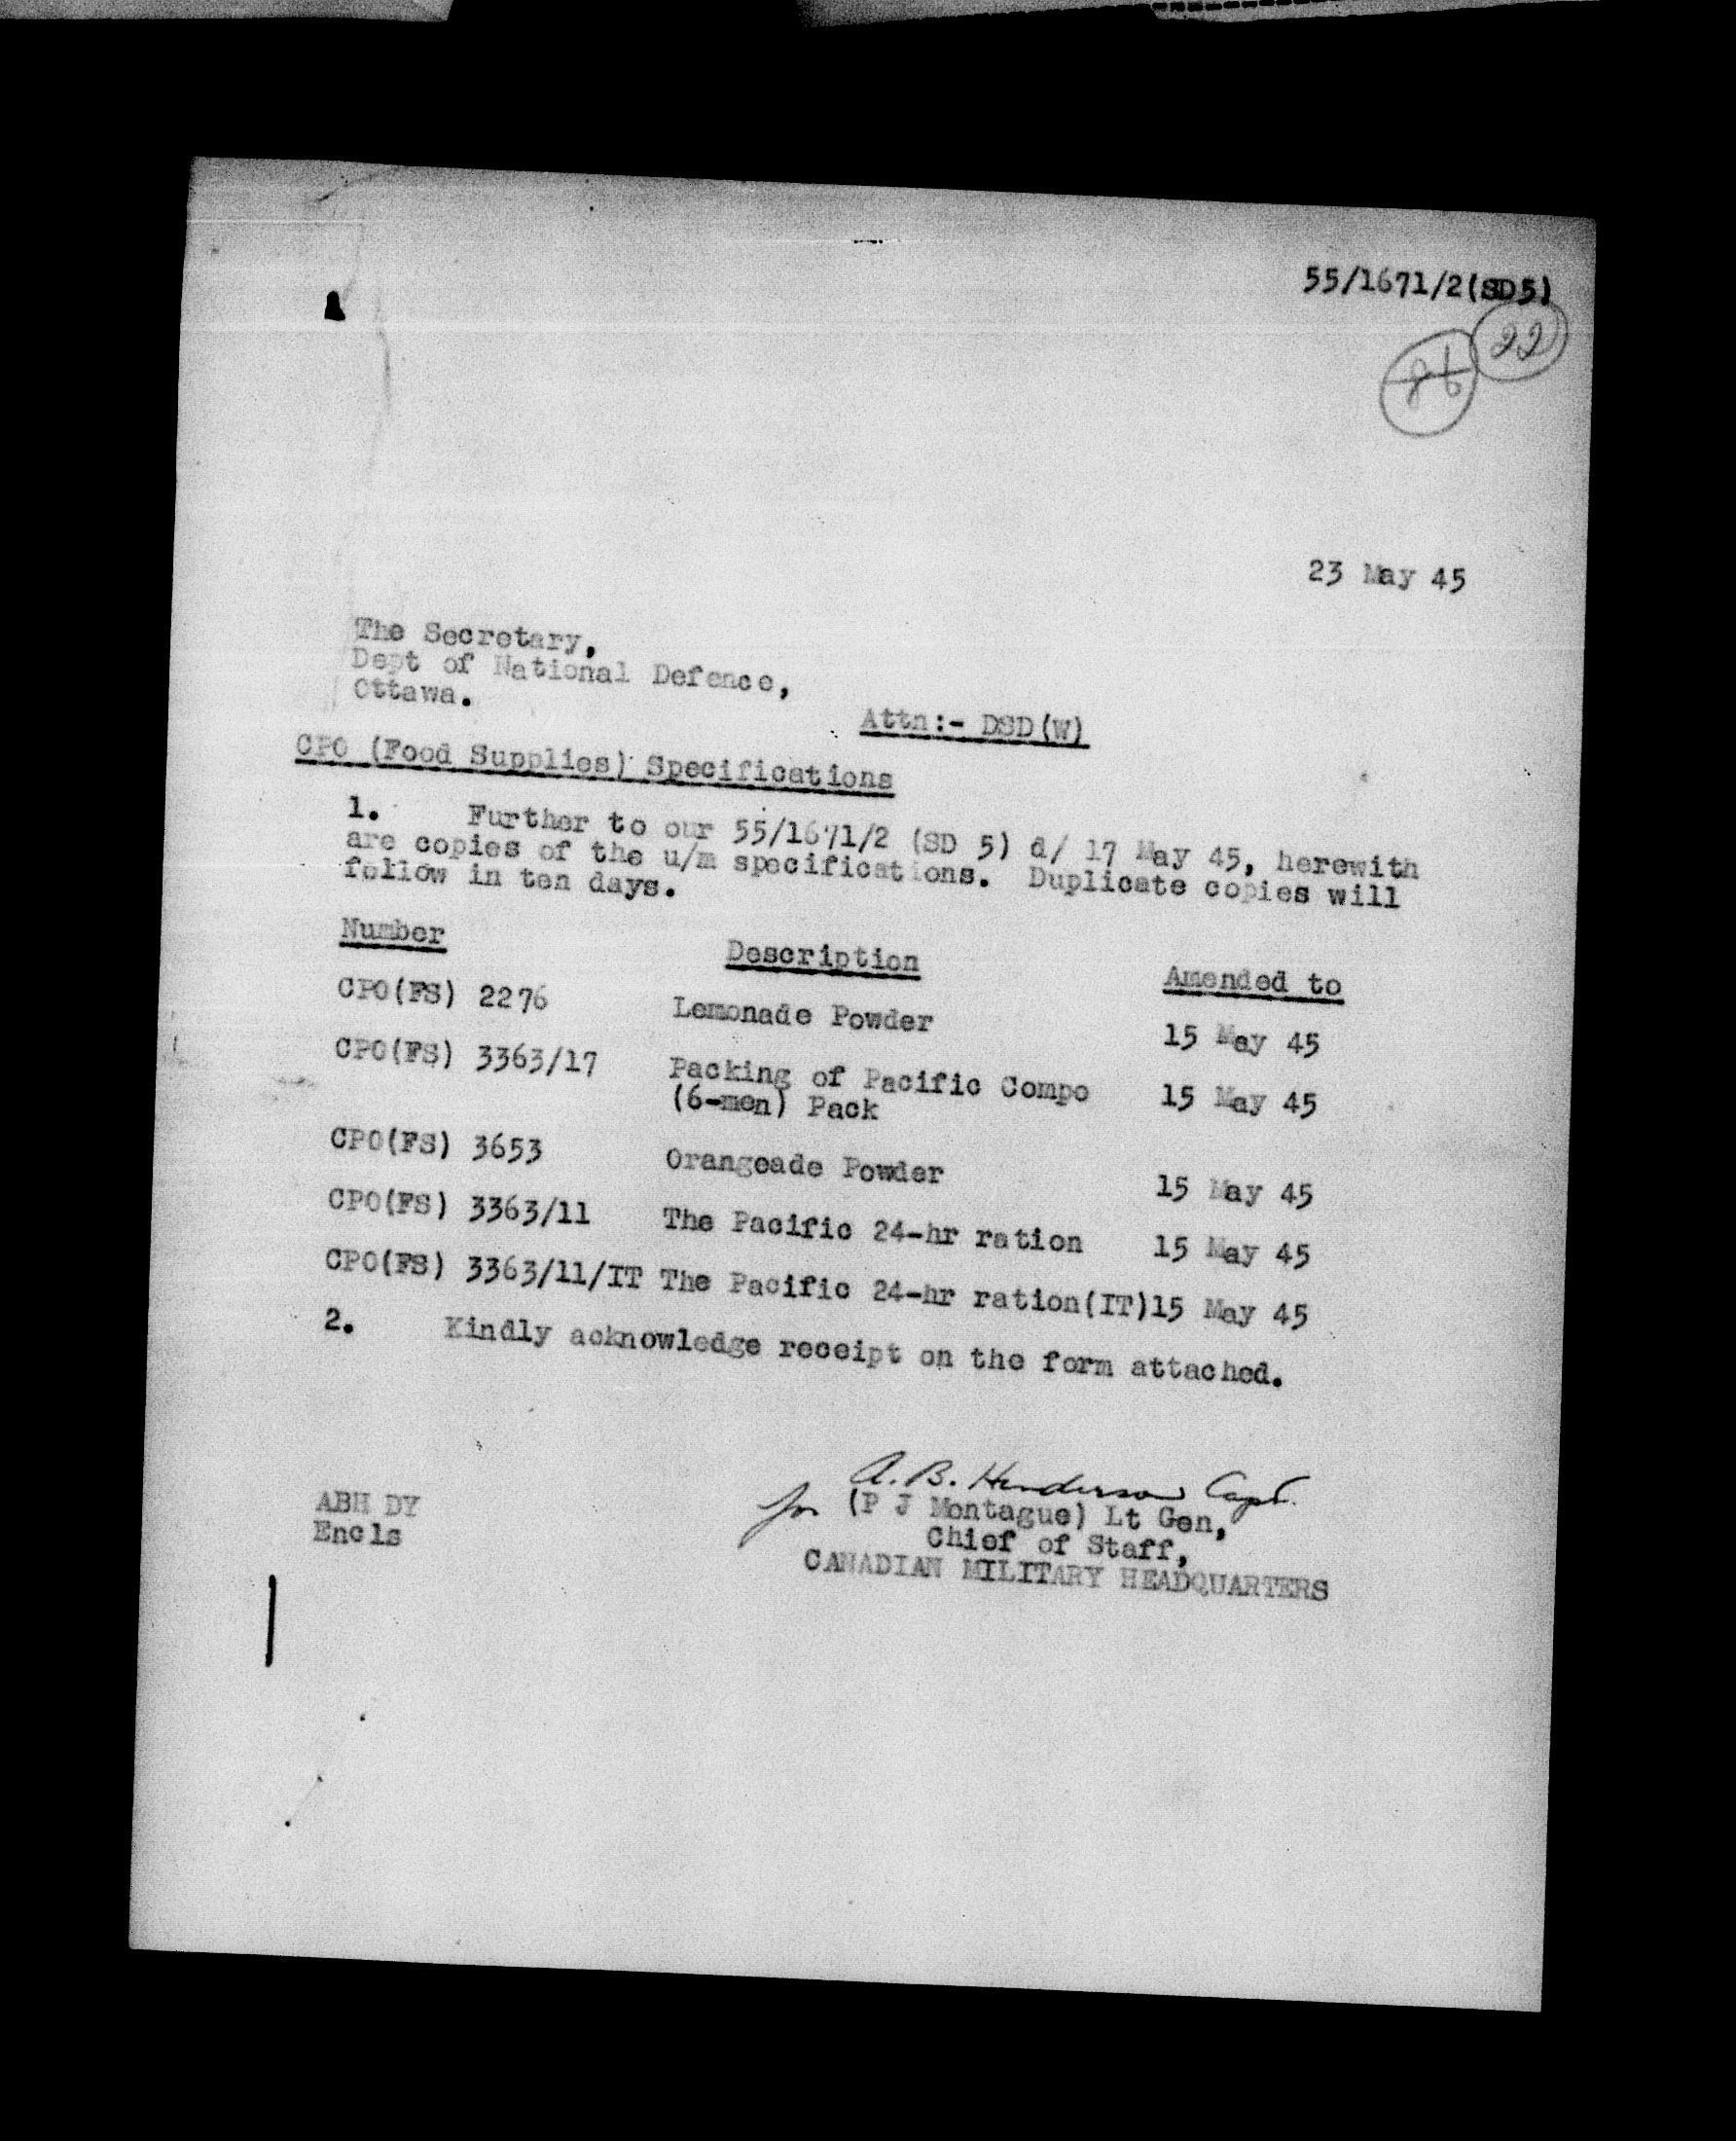 55/1671/2(SD5)
22
23 May 45
The Secretary,
Dept of National Defence,
Ottawa.
Attn:- DSD(W)
CPO (Food Supplies) Specifications
1. Further to our 55/1671/2 (SD 5) d/ 17 May 45, herewith
are copies of the u/m specifications. Duplicate copies will
follow in ten days.
Number Description Amended to
CPO(FS) 2276 Lemonade Powder 15 May 45
CPO(FS) 3363/17 Packing of Pacific Compo 15 May 45
(6-men) Pack
CPO(FS) 3653 Orangeade Powder 15 May 45
CPO(FS) 3363/11 The Pacific 24-hr ration 15 May 45
CPO(FS) 3363/11/IT The Pacific 24-hr ration(IT)15 May 45
2. Kindly acknowledge receipt on the form attached.
A. B. Henderson Capt.
for (P J Montague) Lt Gen,
Chief of Staff,
CANADIAN MILITARY HEADQUARTERS
ABH DY
Encls